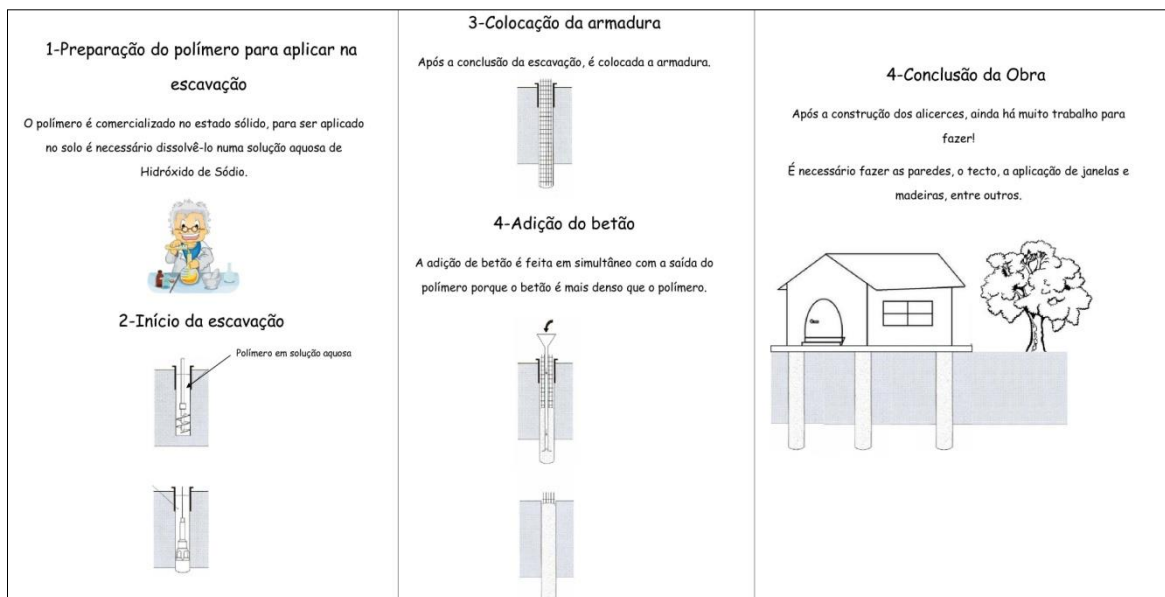 1-Preparação do polímero para aplicar na
escavação
O polímero é comercializado no estado sólido, para ser aplicado
no solo é necessário dissolvê-lo numa solução aquosa de
Hidróxido de Sódio.
2-Início da escavação
Polímero em solução aquosa
3-Colocação da armadura
Após a conclusão da escavação, é colocada a armadura.
4-Adição do betão
A adição de betão é feita em simultâneo com a saída do
polímero porque o betão é mais denso que o polímero.
4-Conclusão da Obra
Após a construção dos alicerces, ainda há muito trabalho para
fazer!
É necessário fazer as paredes, o tecto, a aplicação de janelas e
madeiras, entre outros.